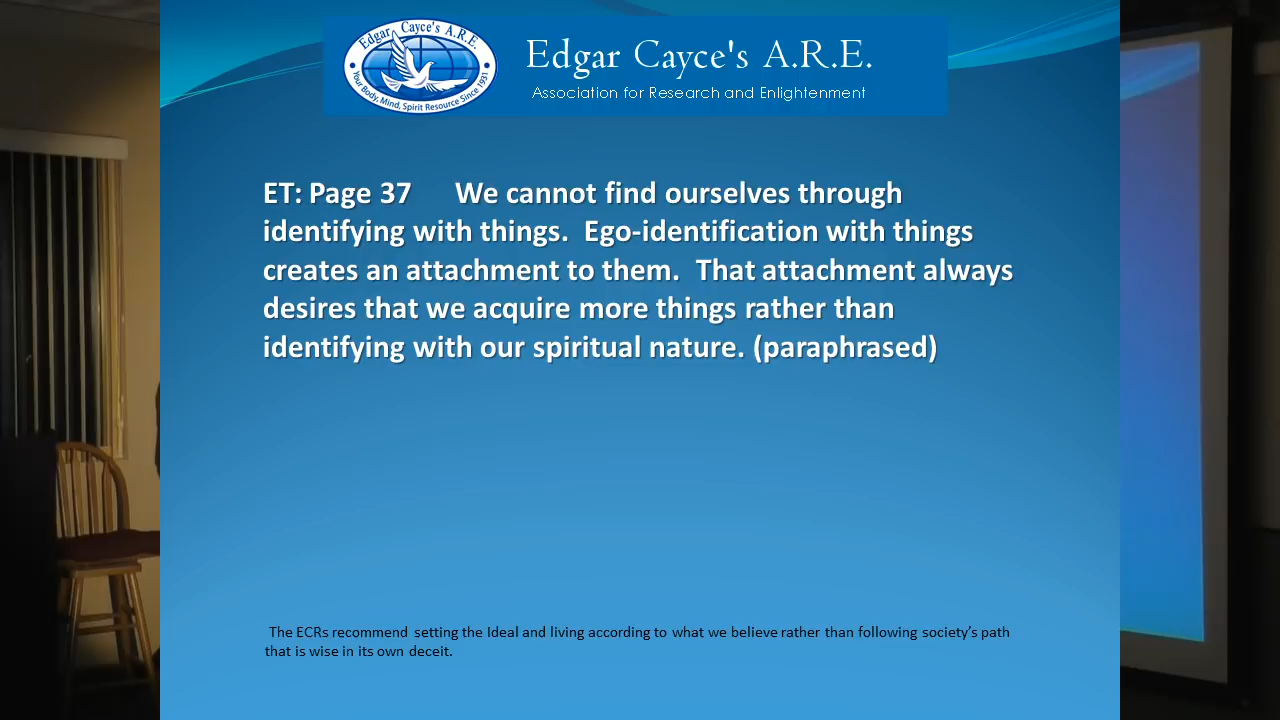 Edgar Cayce's A.R.E.
Your Body, Mind, Spirit Resource Since 1931
Edgar Cayce's A.R.E.
Association for Research and Enlightenment
ET: Page 37 We cannot find ourselves through
identifying with things. Ego-identification with things
creates an attachment to them. That attachment always
desires that we acquire more things rather than
identifying with our spiritual nature. (paraphrased)
The ECRs recommend setting the Ideal and living according to what we believe rather than following society's path
that is wise in its own deceit.